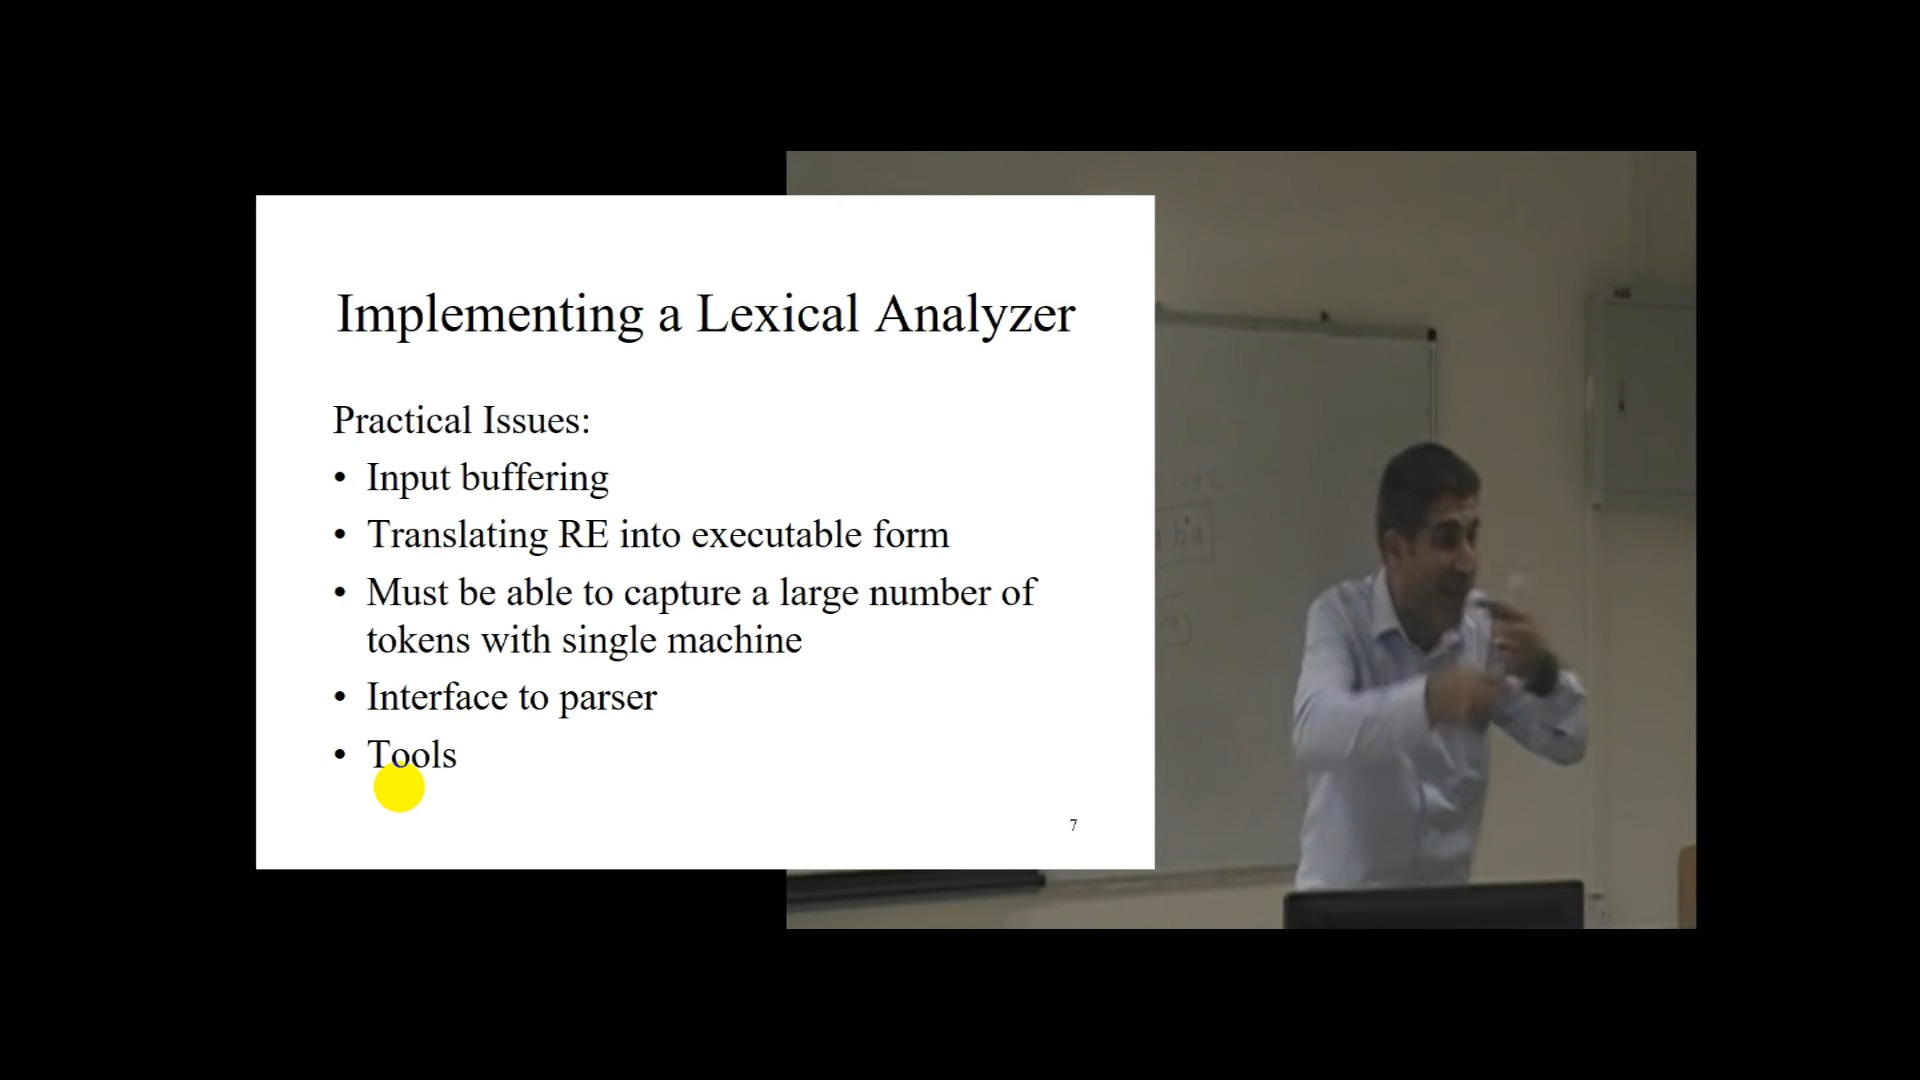 Implementing a Lexical Analyzer
Practical Issues:
• Input buffering
• Translating RE into executable form
• Must be able to capture a large number of
tokens with single machine
• Interface to parser
• Tools
7